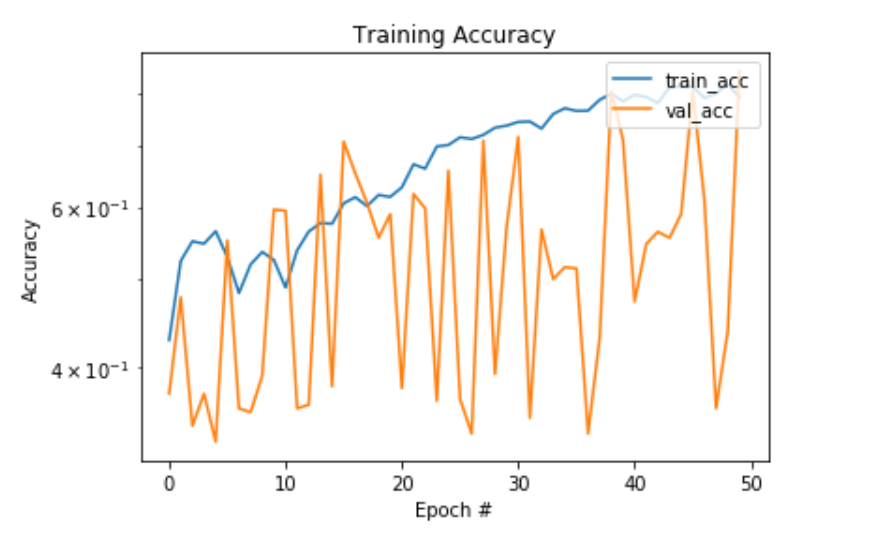 Training Accuracy
train_acc
val_acc
Accuracy
6 × 10⁻¹
4 × 10⁻¹
0 10 20 30 40 50
Epoch #